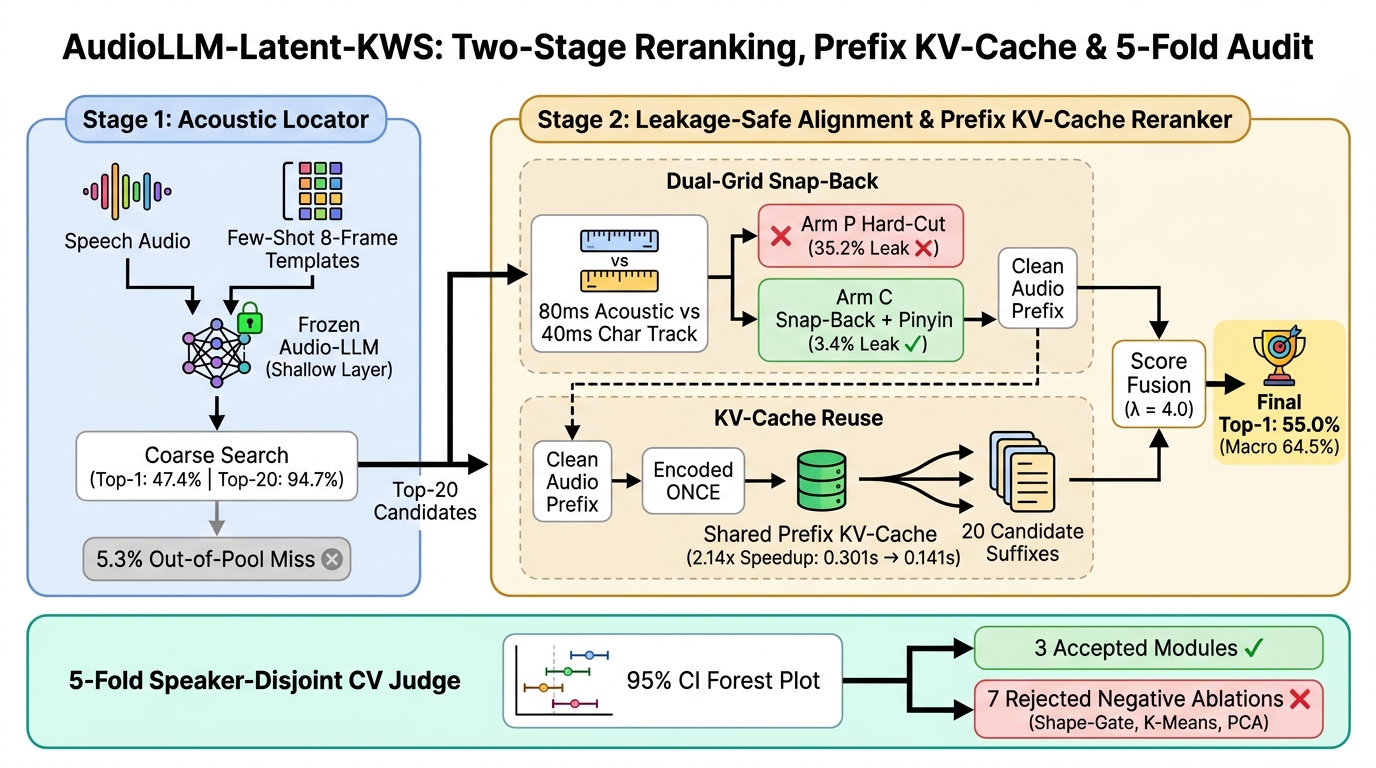 AudioLLM-Latent-KWS: Two-Stage Reranking, Prefix KV-Cache & 5-Fold Audit
Stage 1: Acoustic Locator
Speech Audio
Few-Shot 8-Frame
Templates
Frozen
Audio-LLM
(Shallow Layer)
Coarse Search
(Top-1: 47.4% | Top-20: 94.7%)
5.3% Out-of-Pool Miss
Top-20
Candidates
Stage 2: Leakage-Safe Alignment & Prefix KV-Cache Reranker
Dual-Grid Snap-Back
vs
80ms Acoustic vs
40ms Char Track
Arm P Hard-Cut
(35.2% Leak ❌)
Arm C
Snap-Back + Pinyin
(3.4% Leak ✓)
Clean
Audio
Prefix
KV-Cache Reuse
Clean
Audio
Prefix
Encoded
ONCE
Shared Prefix KV-Cache
(2.14x Speedup: 0.301s → 0.141s)
20 Candidate
Suffixes
Score
Fusion
(λ = 4.0)
Final
Top-1: 55.0%
(Macro 64.5%)
5-Fold Speaker-Disjoint CV Judge
95% CI Forest Plot
3 Accepted Modules ✓
7 Rejected Negative Ablations ❌
(Shape-Gate, K-Means, PCA)